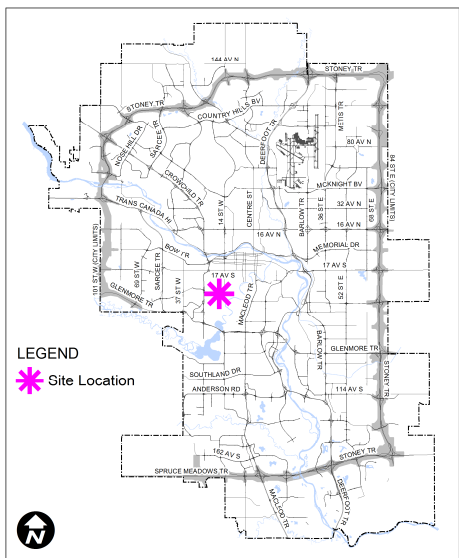 144 AV N
STONEY TR
STONEY TR
COUNTRY HILLS BV
METIS TR
NOSE HILL DR
SARCEE TR
DEERFOOT TR
80 AV N
84 ST E (CITY LIMITS)
CROWCHILD TR
MCKNIGHT BV
TRANS CANADA HI
14 ST W
CENTRE ST
BARLOW TR
36 ST E
32 AV N
68 ST E
16 AV N
16 AV N
101 ST W (CITY LIMITS)
BOW TR
MEMORIAL DR
69 ST W
SARCEE TR
17 AV S
17 AV S
37 ST W
MACLEOD TR
52 ST E
GLENMORE TR
BARLOW TR
LEGEND
GLENMORE TR
Site Location
SOUTHLAND DR
STONEY TR
ANDERSON RD
114 AV S
162 AV S
STONEY TR
SPRUCE MEADOWS TR
MACLEOD TR
DEERFOOT TR
N